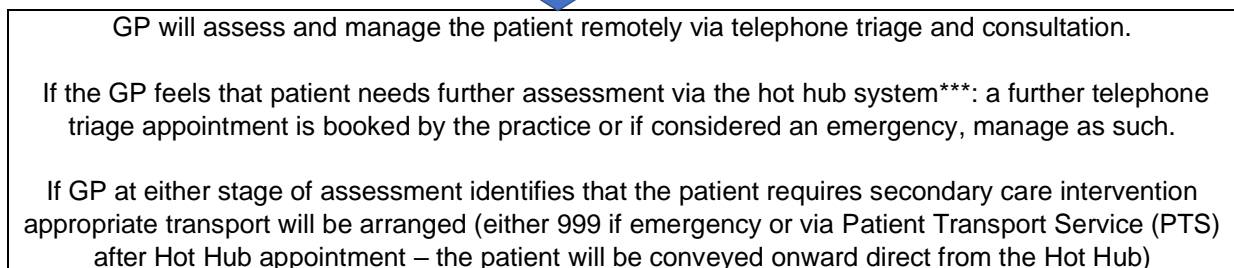 GP will assess and manage the patient remotely via telephone triage and consultation.
If the GP feels that patient needs further assessment via the hot hub system***: a further telephone
triage appointment is booked by the practice or if considered an emergency, manage as such.
If GP at either stage of assessment identifies that the patient requires secondary care intervention
appropriate transport will be arranged (either 999 if emergency or via Patient Transport Service (PTS)
after Hot Hub appointment – the patient will be conveyed onward direct from the Hot Hub)